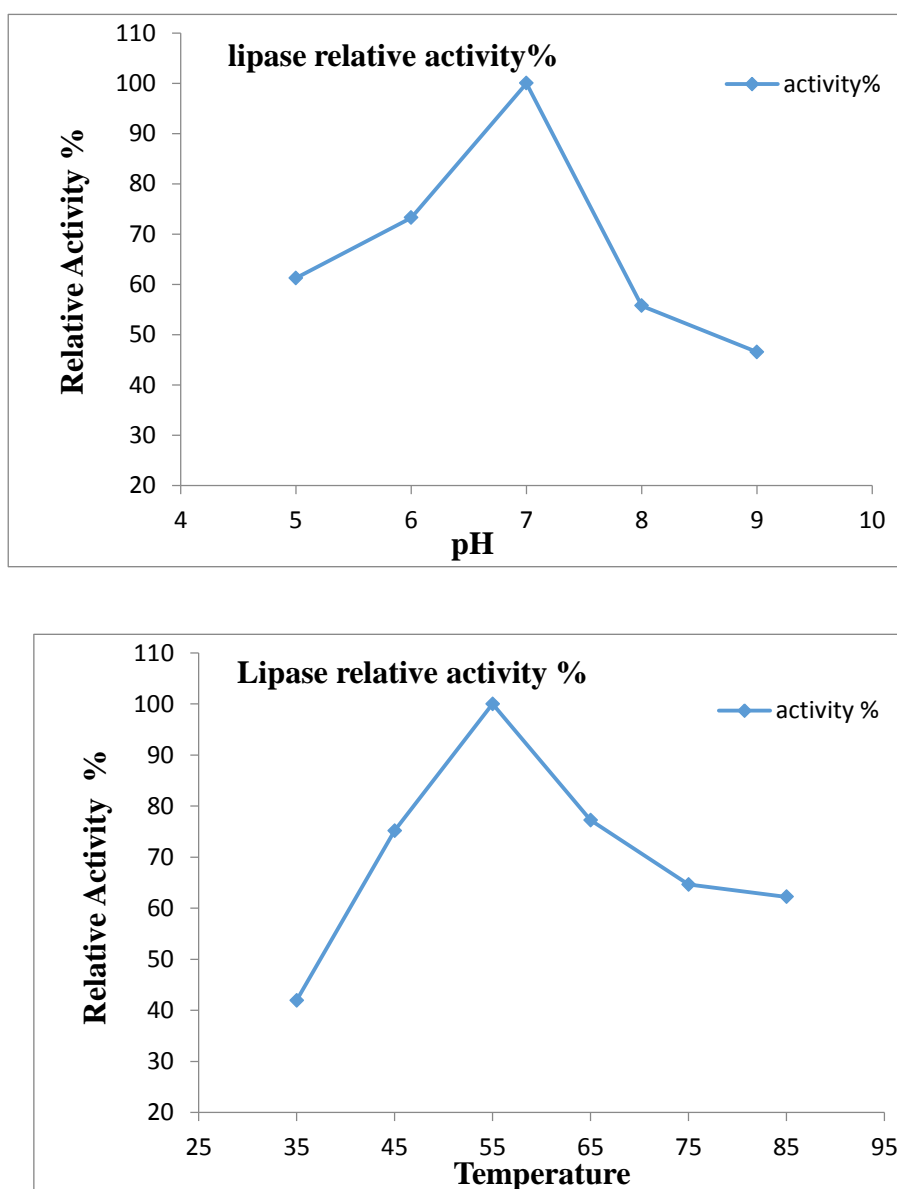 lipase relative activity%
activity%
Relative Activity %
110
100
90
80
70
60
50
40
30
20
4 5 6 7 8 9 10
pH
Lipase relative activity %
activity %
Relative Activity %
110
100
90
80
70
60
50
40
30
20
25 35 45 55 65 75 85 95
Temperature